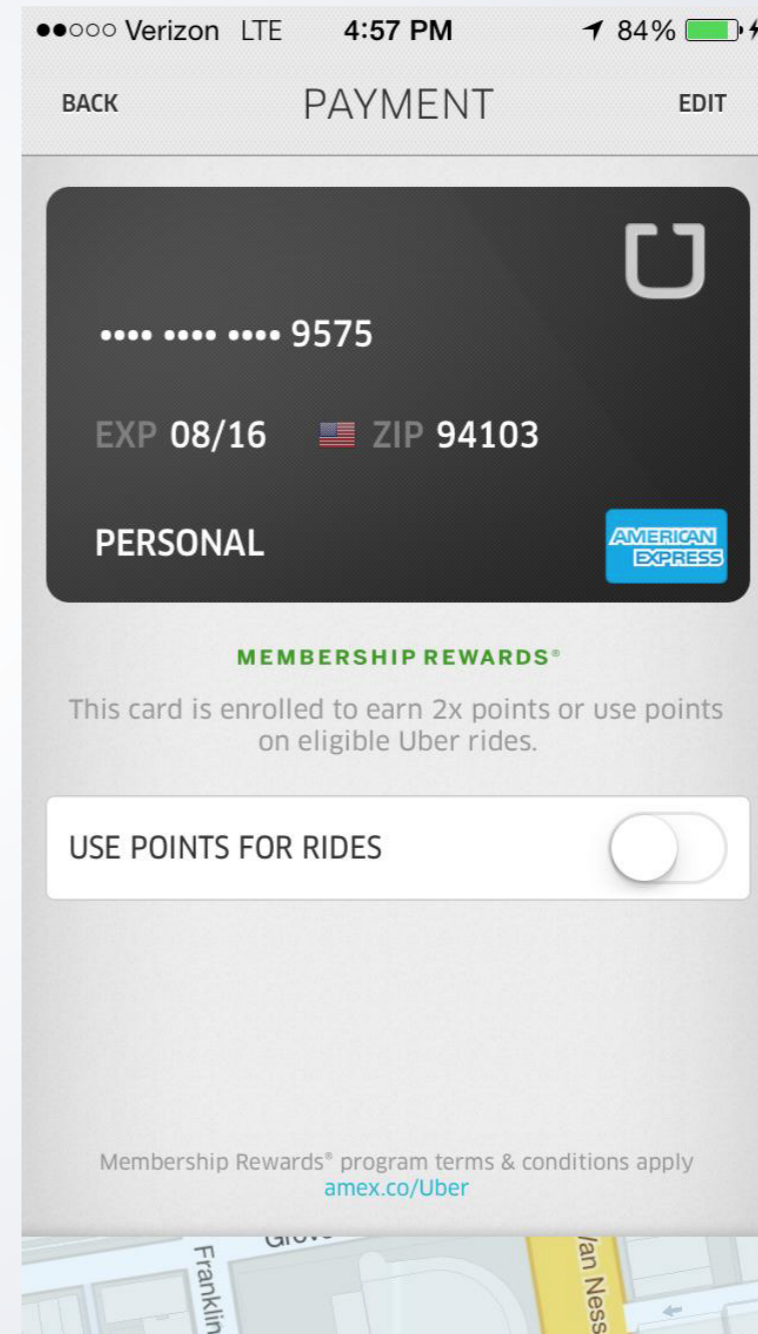 Verizon LTE 4:57 PM 84%
BACK PAYMENT EDIT
•••• •••• •••• 9575
EXP 08/16 ZIP 94103
PERSONAL
AMERICAN
EXPRESS
MEMBERSHIP REWARDS®
This card is enrolled to earn 2x points or use points
on eligible Uber rides.
USE POINTS FOR RIDES
Membership Rewards® program terms & conditions apply
amex.co/Uber
Franklin
Van Ness